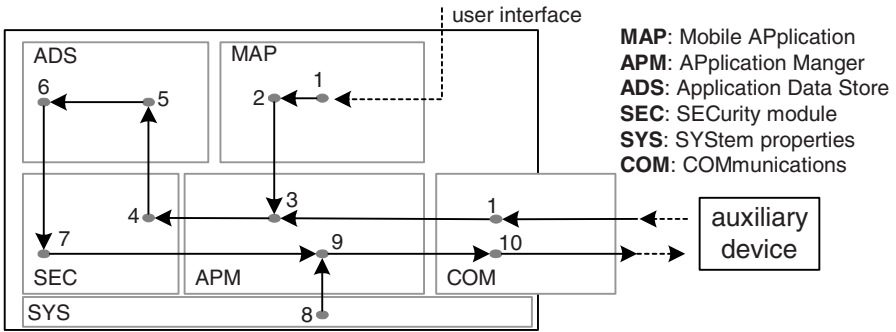 user interface
ADS
MAP
MAP: Mobile APplication
APM: APplication Manger
ADS: Application Data Store
SEC: SECurity module
SYS: SYStem properties
COM: COMmunications
6
5
2
1
4
3
1
auxiliary
device
7
9
10
SEC
APM
COM
SYS
8